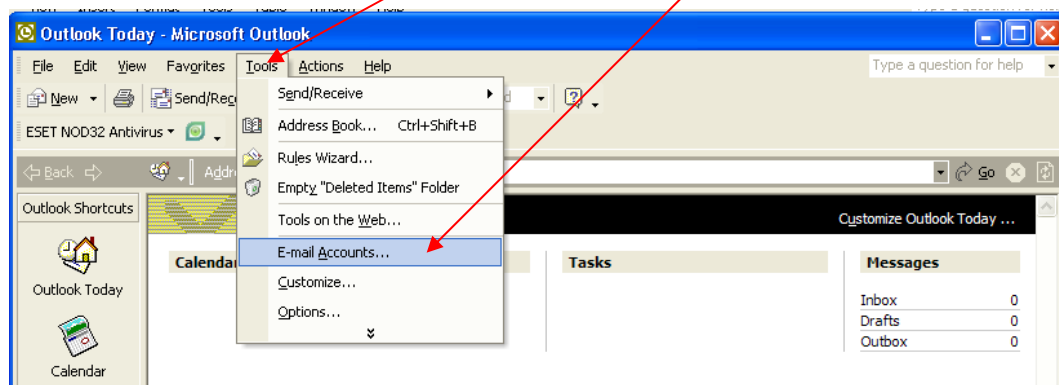 Outlook Today - Microsoft Outlook
File Edit View Favorites Tools Actions Help Type a question for help
New Send/Rec
ESET NOD32 Antivirus
Back Addre Go
Send/Receive
Address Book... Ctrl+Shift+B
Rules Wizard...
Empty "Deleted Items" Folder
Tools on the Web...
E-mail Accounts...
Customize...
Options...
Outlook Shortcuts
Outlook Today
Calendar
Customize Outlook Today ...
Calendar Tasks Messages
Inbox 0
Drafts 0
Outbox 0